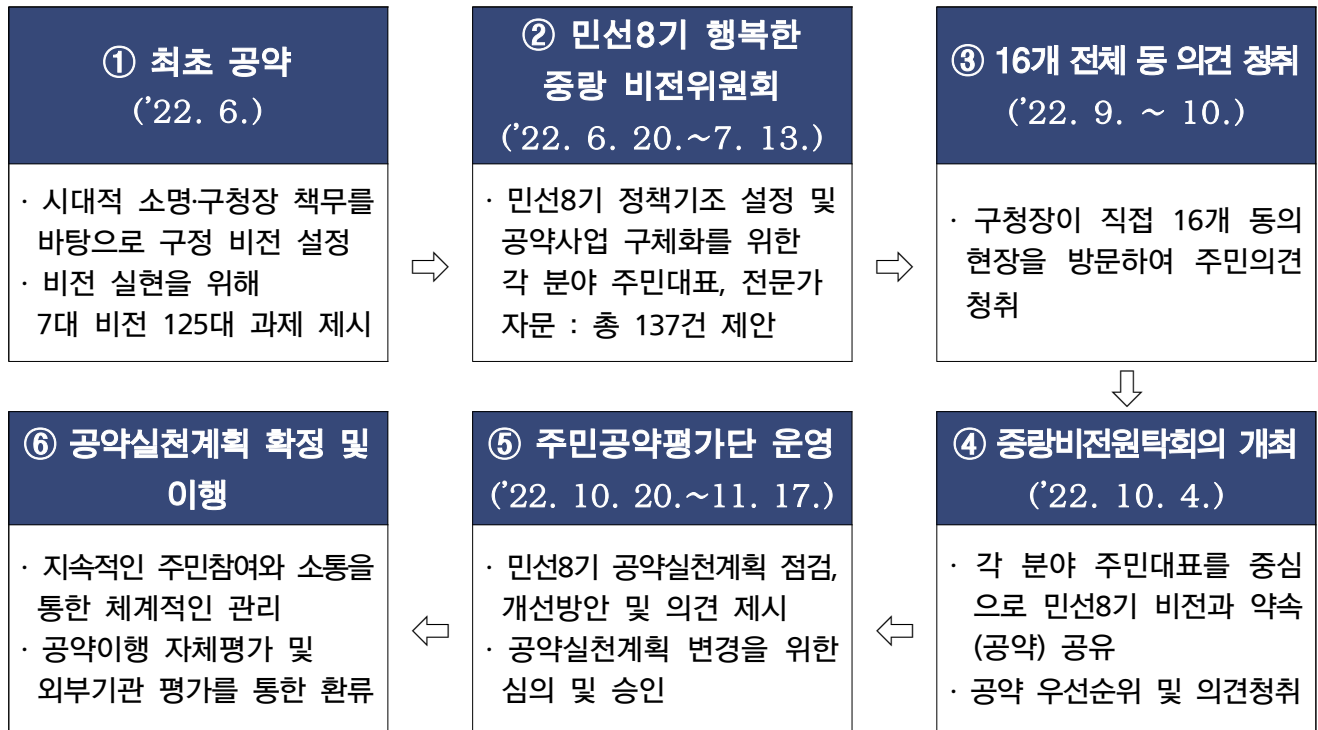 ① 최초 공약
(’22. 6.)
· 시대적 소명·구청장 책무를
바탕으로 구정 비전 설정
· 비전 실현을 위해
7대 비전 125대 과제 제시
⇨
② 민선8기 행복한
중랑 비전위원회
(’22. 6. 20.~7. 13.)
· 민선8기 정책기조 설정 및
공약사업 구체화를 위한
각 분야 주민대표, 전문가
자문 : 총 137건 제안
⇨
③ 16개 전체 동 의견 청취
(’22. 9. ~ 10.)
· 구청장이 직접 16개 동의
현장을 방문하여 주민의견
청취
⇩
④ 중랑비전원탁회의 개최
(’22. 10. 4.)
· 각 분야 주민대표를 중심
으로 민선8기 비전과 약속
(공약) 공유
· 공약 우선순위 및 의견청취
⇦
⑤ 주민공약평가단 운영
(’22. 10. 20.~11. 17.)
· 민선8기 공약실천계획 점검,
개선방안 및 의견 제시
· 공약실천계획 변경을 위한
심의 및 승인
⇦
⑥ 공약실천계획 확정 및
이행
· 지속적인 주민참여와 소통을
통한 체계적인 관리
· 공약이행 자체평가 및
외부기관 평가를 통한 환류